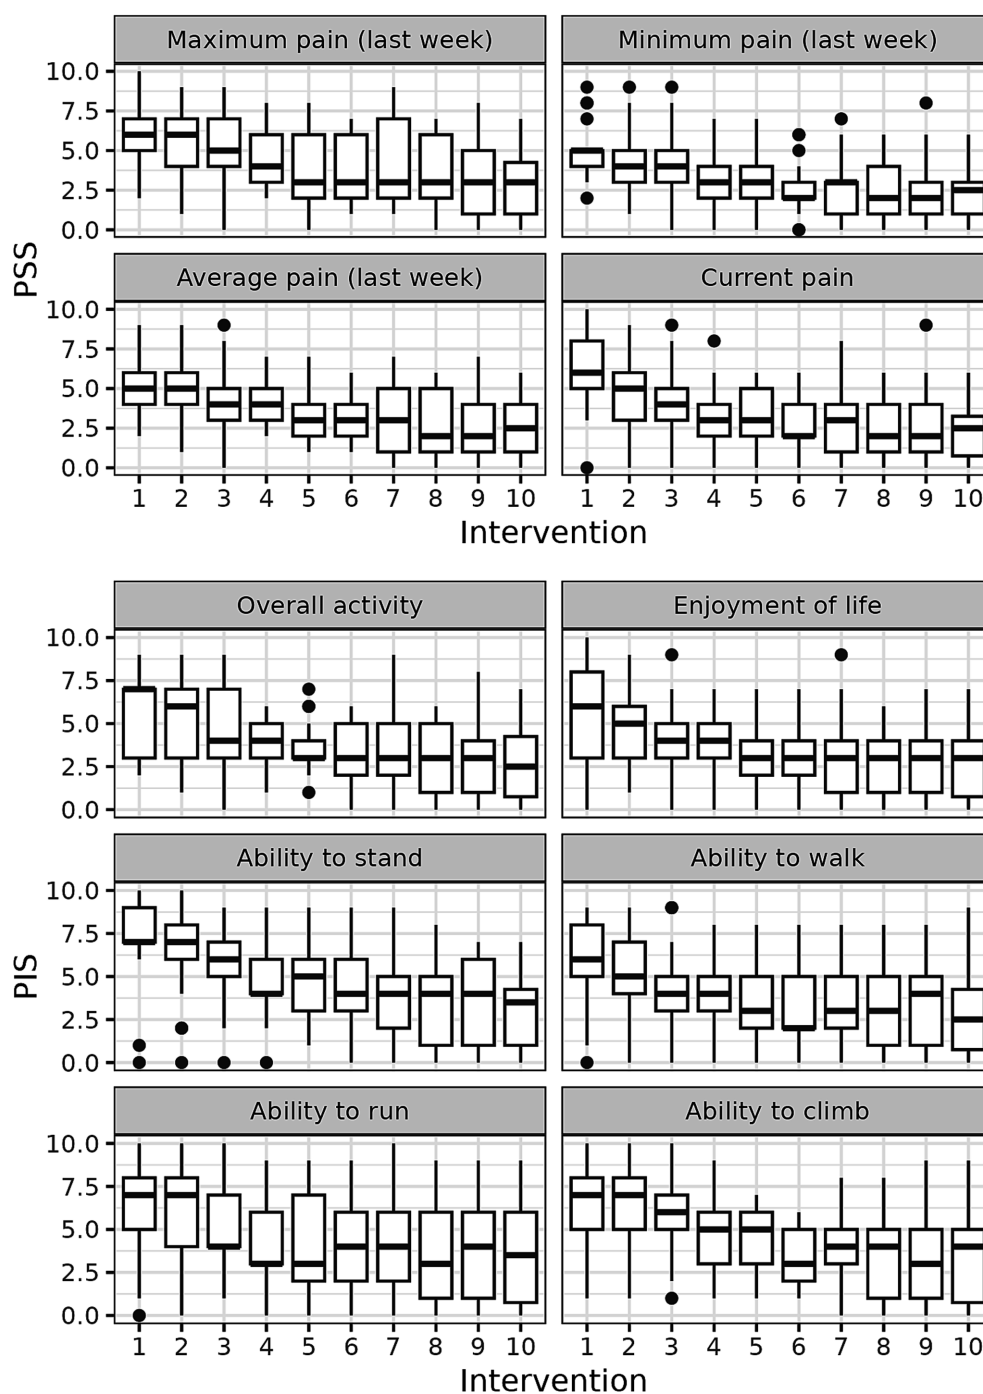 Maximum pain (last week) Minimum pain (last week)
10.0
7.5
5.0
2.5
0.0
PSS
Average pain (last week) Current pain
10.0
7.5
5.0
2.5
0.0
1 2 3 4 5 6 7 8 9 10 1 2 3 4 5 6 7 8 9 10
Intervention
Overall activity Enjoyment of life
10.0
7.5
5.0
2.5
0.0
Ability to stand Ability to walk
10.0
7.5
5.0
2.5
0.0
PIS
Ability to run Ability to climb
10.0
7.5
5.0
2.5
0.0
1 2 3 4 5 6 7 8 9 10 1 2 3 4 5 6 7 8 9 10
Intervention